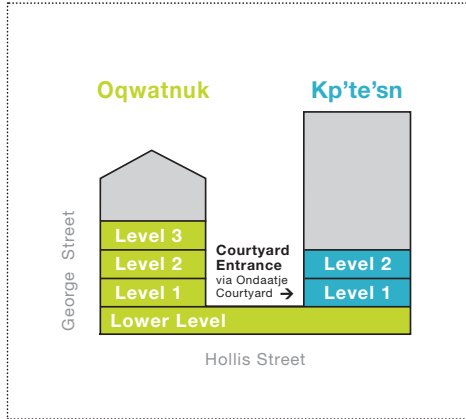 Oqwatnuk
Kp'te'sn
Level 3
Level 2
Level 1
Lower Level
Courtyard
Entrance
via Ondaatje
Courtyard →
Level 2
Level 1
George Street
Hollis Street